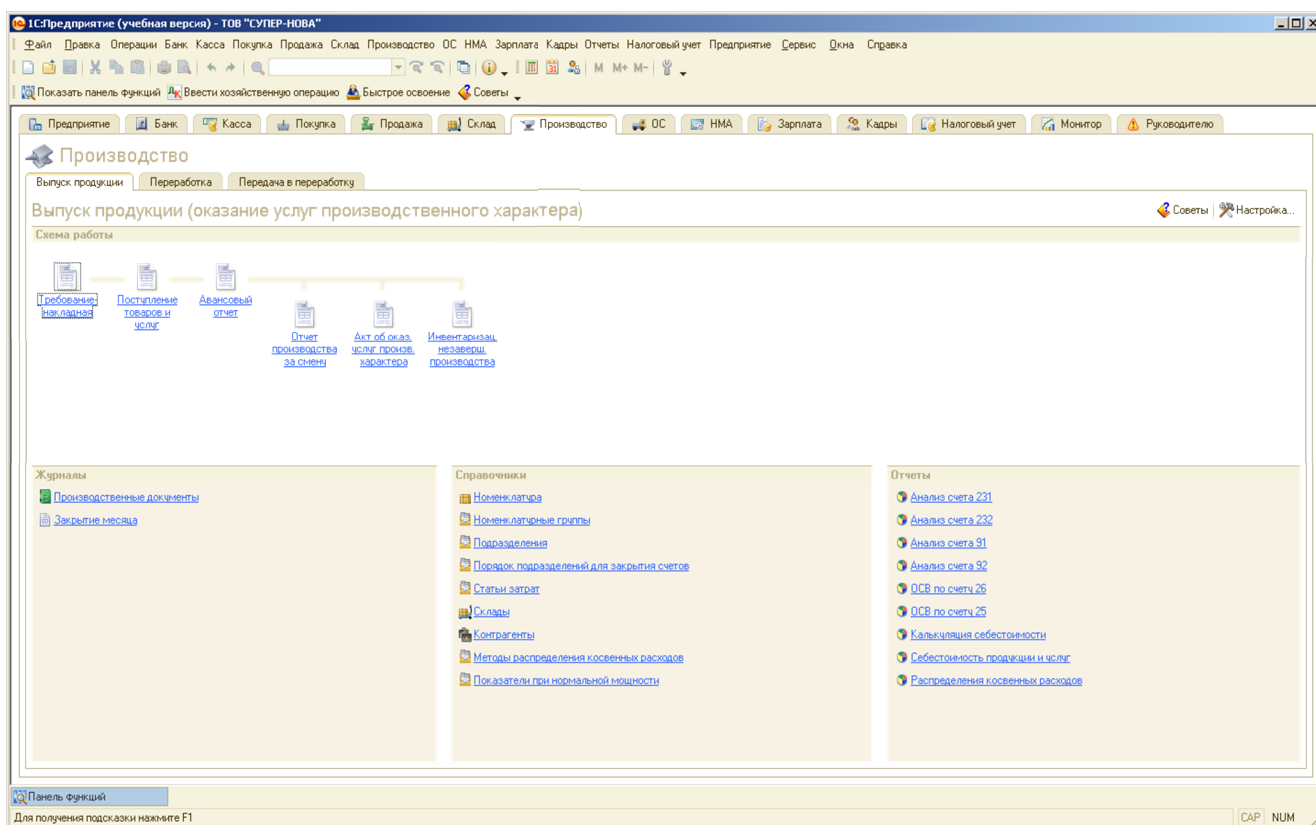 1С:Предприятие (учебная версия) - ТОВ "СУПЕР-НОВА"
Файл Правка Операции Банк Касса Покупка Продажа Склад Производство ОС НМА Зарплата Кадры Отчеты Налоговый учет Предприятие Сервис Окна Справка
M M+ M-
Показать панель функций Ввести хозяйственную операцию Быстрое освоение Советы
Предприятие Банк Касса Покупка Продажа Склад Производство ОС НМА Зарплата Кадры Налоговый учет Монитор Руководителю
Производство
Выпуск продукции Переработка Передача в переработку
Выпуск продукции (оказание услуг производственного характера)
Советы Настройка...
Схема работы
Требование-
накладная
Поступление
товаров и
услуг
Авансовый
отчет
Отчет
производства
за смену
Акт об оказ.
услуг произв.
характера
Инвентаризац.
незаверш.
производства
Журналы
Производственные документы
Закрытие месяца
Справочники
Номенклатура
Номенклатурные группы
Подразделения
Порядок подразделений для закрытия счетов
Статьи затрат
Склады
Контрагенты
Методы распределения косвенных расходов
Показатели при нормальной мощности
Отчеты
Анализ счета 231
Анализ счета 232
Анализ счета 91
Анализ счета 92
ОСВ по счету 26
ОСВ по счету 25
Калькуляция себестоимости
Себестоимость продукции и услуг
Распределения косвенных расходов
Панель функций
Для получения подсказки нажмите F1
CAP NUM